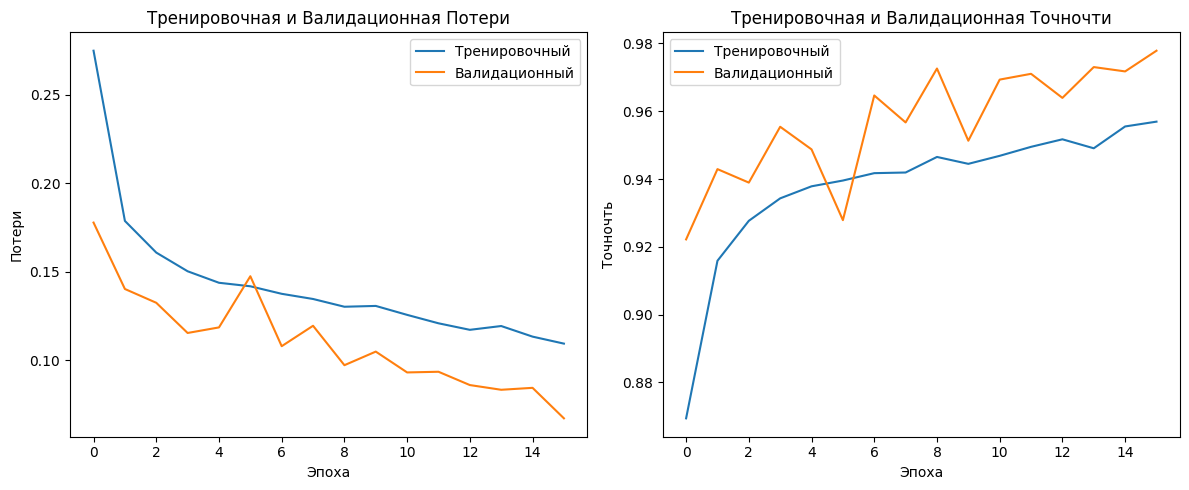 Тренировочная и Валидационная Потери
Тренировочный
Валидационный
0.25
0.20
0.15
0.10
Потери
0 2 4 6 8 10 12 14
Эпоха
Тренировочная и Валидационная Точночти
Тренировочный
Валидационный
0.98
0.96
0.94
0.92
0.90
0.88
Точночть
0 2 4 6 8 10 12 14
Эпоха